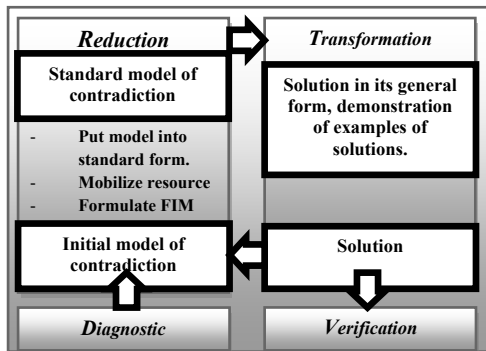 Reduction
Standard model of
contradiction
- Put model into
standard form.
- Mobilize resource
- Formulate FIM
Initial model of
contradiction
Diagnostic
Transformation
Solution in its general
form, demonstration
of examples of
solutions.
Solution
Verification